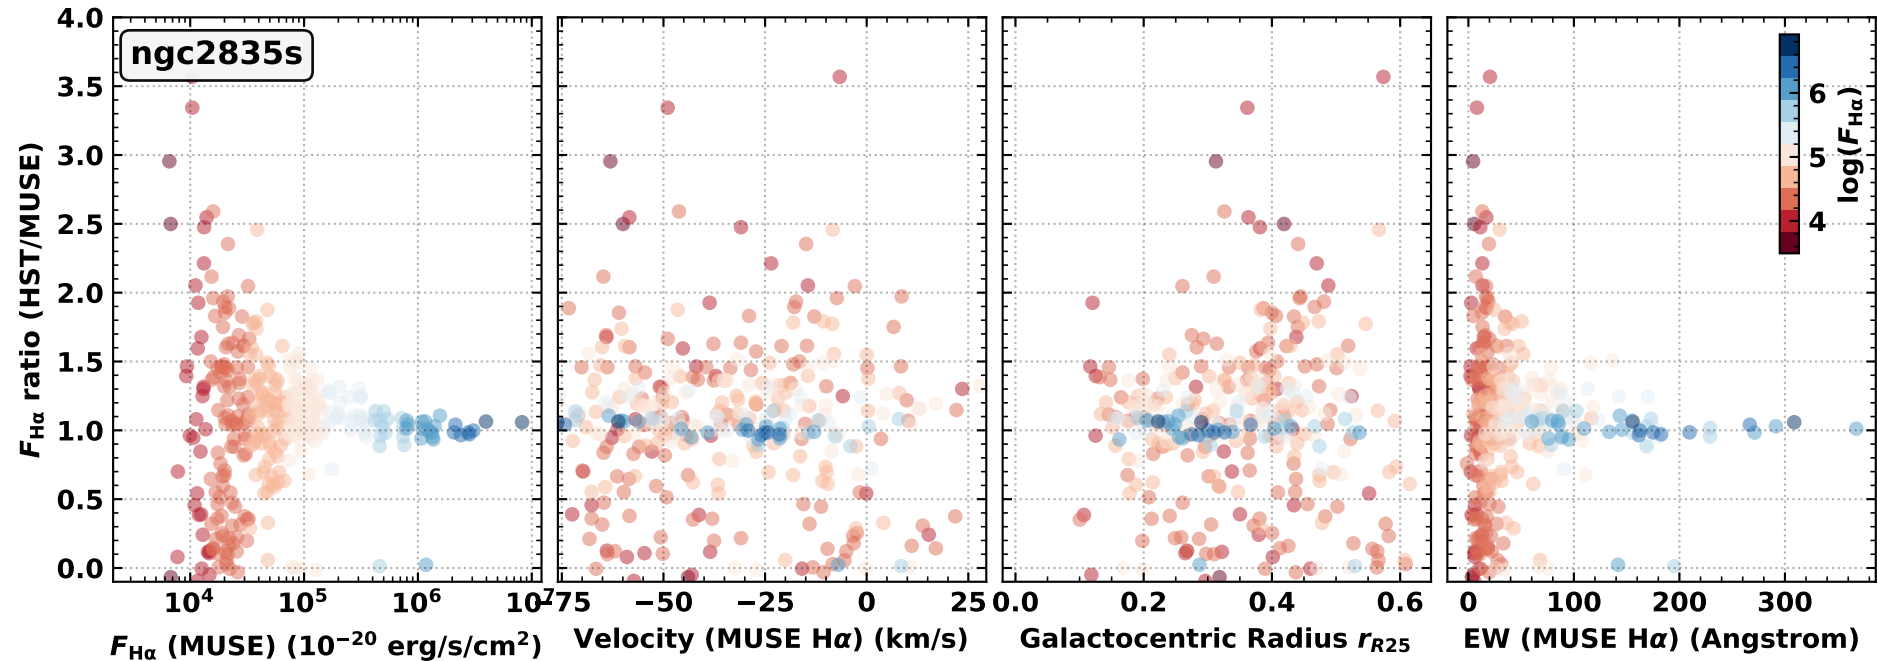 ngc2835s
F_Hα ratio (HST/MUSE)
4.0
3.5
3.0
2.5
2.0
1.5
1.0
0.5
0.0
10^4 10^5 10^6 10^7
−75 −50 −25 0 25
0.0 0.2 0.4 0.6
0 100 200 300
F_Hα (MUSE) (10^−20 erg/s/cm^2)
Velocity (MUSE Hα) (km/s)
Galactocentric Radius r_R25
EW (MUSE Hα) (Angstrom)
6
5
4
log(F_Hα)